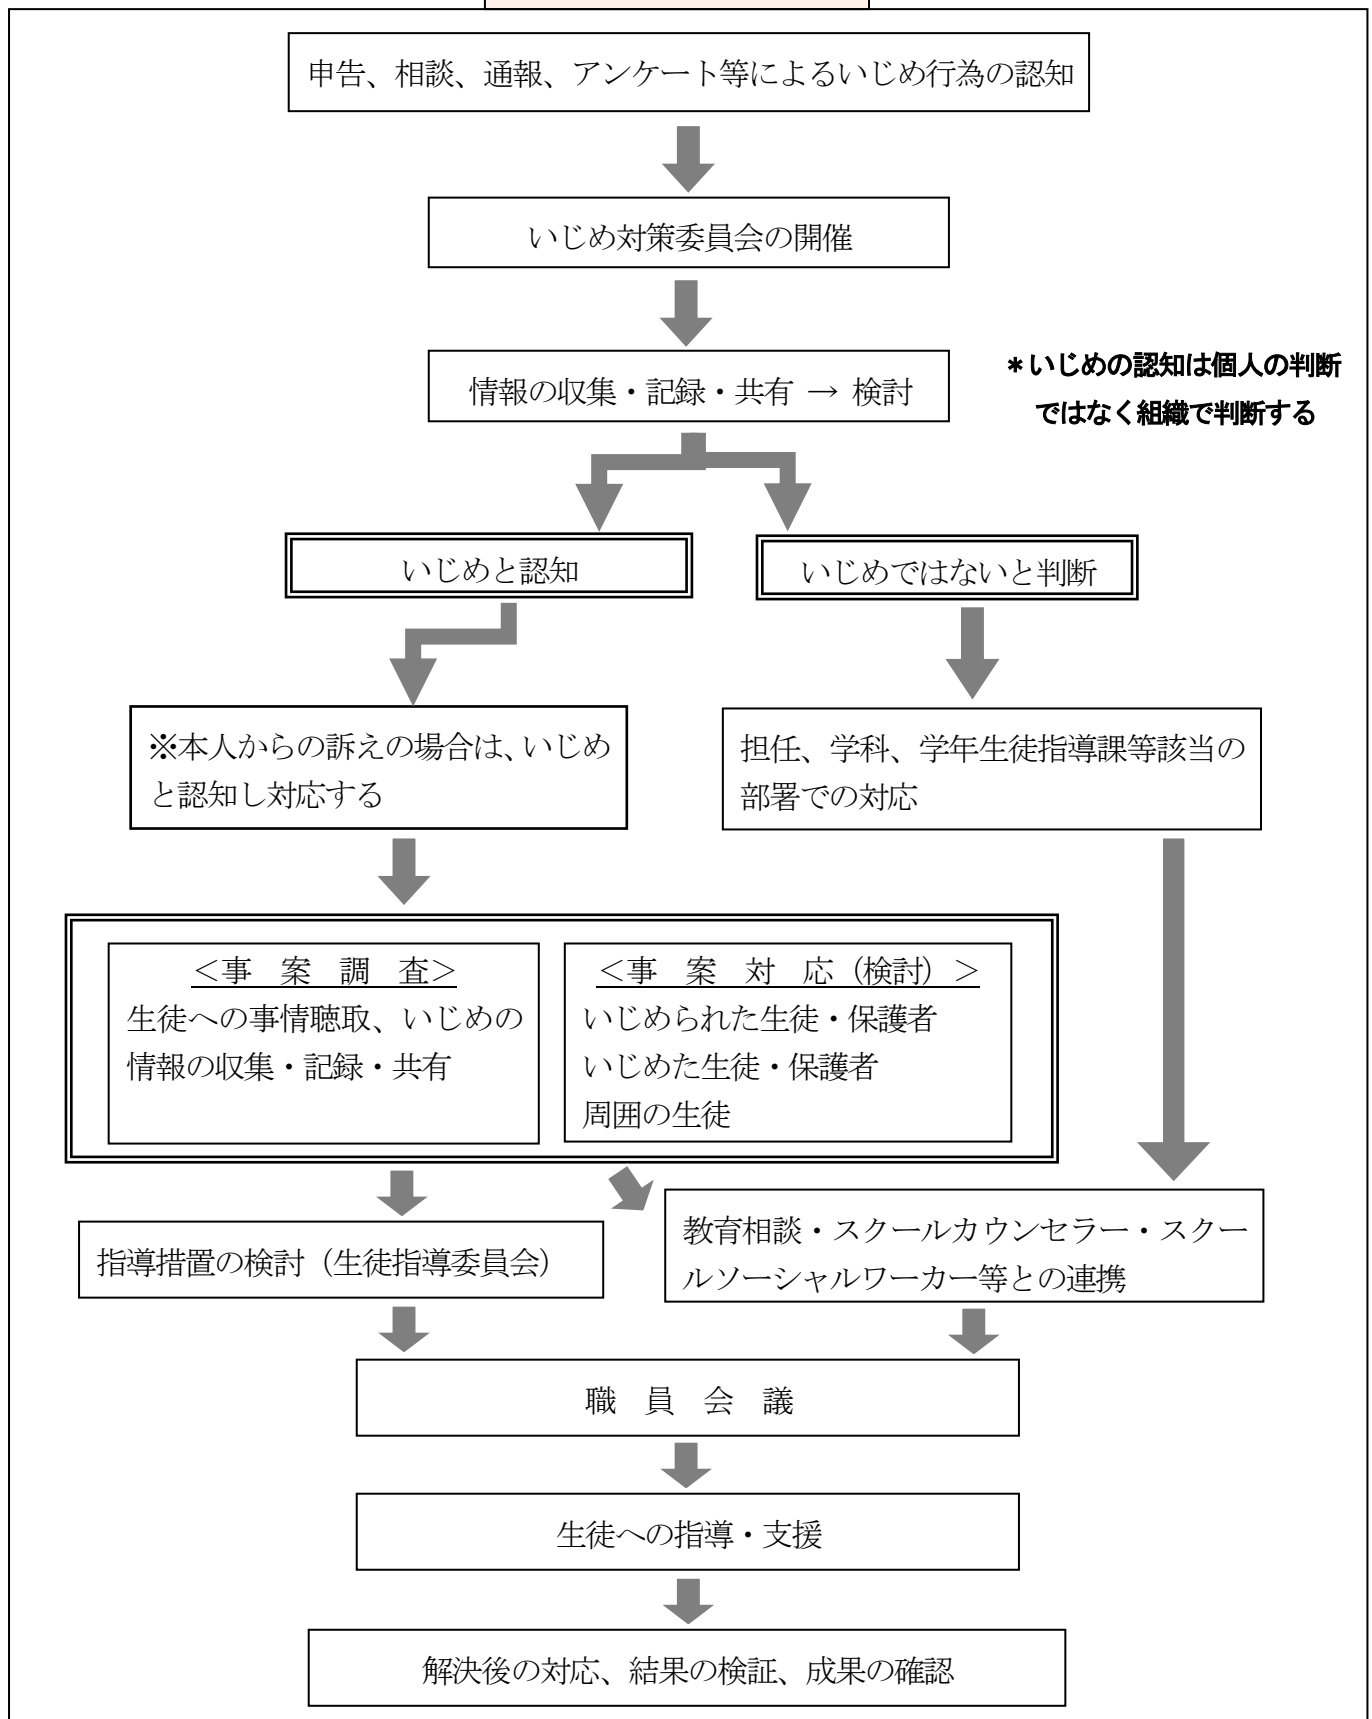 申告、相談、通報、アンケート等によるいじめ行為の認知
いじめ対策委員会の開催
情報の収集・記録・共有 → 検討
＊いじめの認知は個人の判断
ではなく組織で判断する
いじめと認知
いじめではないと判断
※本人からの訴えの場合は、いじめ
と認知し対応する
担任、学科、学年生徒指導課等該当の
部署での対応
＜事　案　調　査＞
生徒への事情聴取、いじめの
情報の収集・記録・共有
＜事　案　対　応（検討）＞
いじめられた生徒・保護者
いじめた生徒・保護者
周囲の生徒
指導措置の検討（生徒指導委員会）
教育相談・スクールカウンセラー・スクー
ルソーシャルワーカー等との連携
職　員　会　議
生徒への指導・支援
解決後の対応、結果の検証、成果の確認